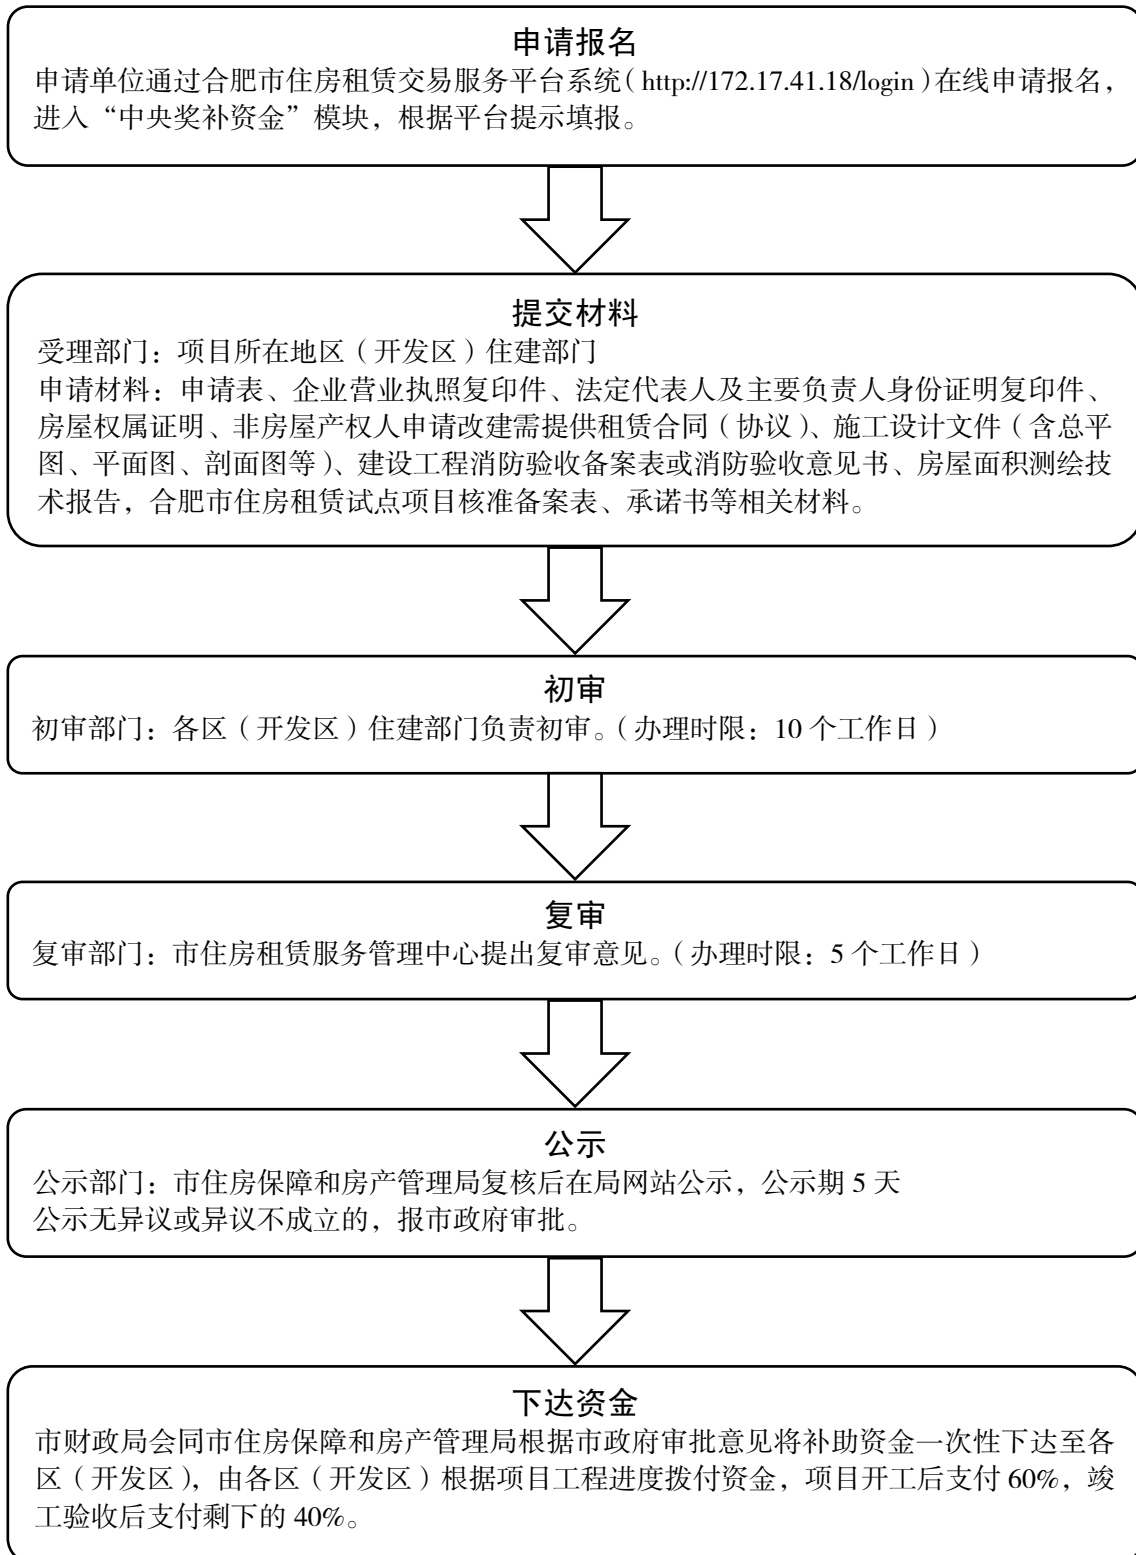 申请报名
申请单位通过合肥市住房租赁交易服务平台系统（http://172.17.41.18/login）在线申请报名，
进入“中央奖补资金”模块，根据平台提示填报。
提交材料
受理部门：项目所在地区（开发区）住建部门
申请材料：申请表、企业营业执照复印件、法定代表人及主要负责人身份证明复印件、
房屋权属证明、非房屋产权人申请改建需提供租赁合同（协议）、施工设计文件（含总平
图、平面图、剖面图等）、建设工程消防验收备案表或消防验收意见书、房屋面积测绘技
术报告，合肥市住房租赁试点项目核准备案表、承诺书等相关材料。
初审
初审部门：各区（开发区）住建部门负责初审。（办理时限：10 个工作日）
复审
复审部门：市住房租赁服务管理中心提出复审意见。（办理时限：5 个工作日）
公示
公示部门：市住房保障和房产管理局复核后在局网站公示，公示期 5 天
公示无异议或异议不成立的，报市政府审批。
下达资金
市财政局会同市住房保障和房产管理局根据市政府审批意见将补助资金一次性下达至各
区（开发区），由各区（开发区）根据项目工程进度拨付资金，项目开工后支付 60%，竣
工验收后支付剩下的 40%。